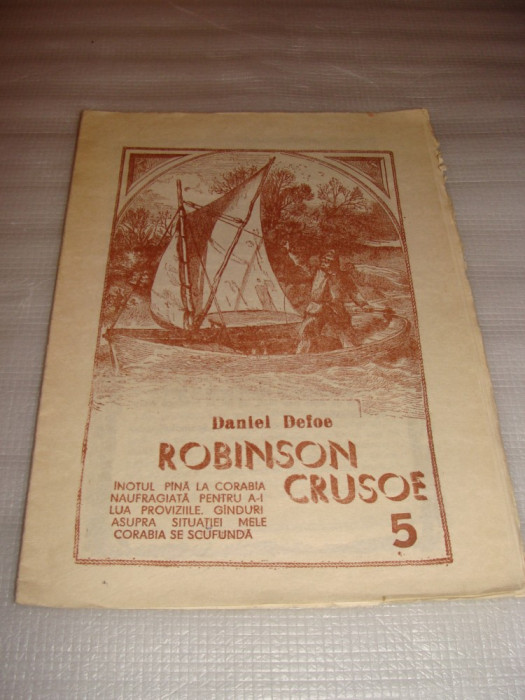 Daniel Defoe
ROBINSON
CRUSOE
INOTUL PÎNĂ LA CORABIA
NAUFRAGIATĂ PENTRU A-I
LUA PROVIZIILE. GÎNDURI
ASUPRA SITUAȚIEI MELE
CORABIA SE SCUFUNDĂ
5